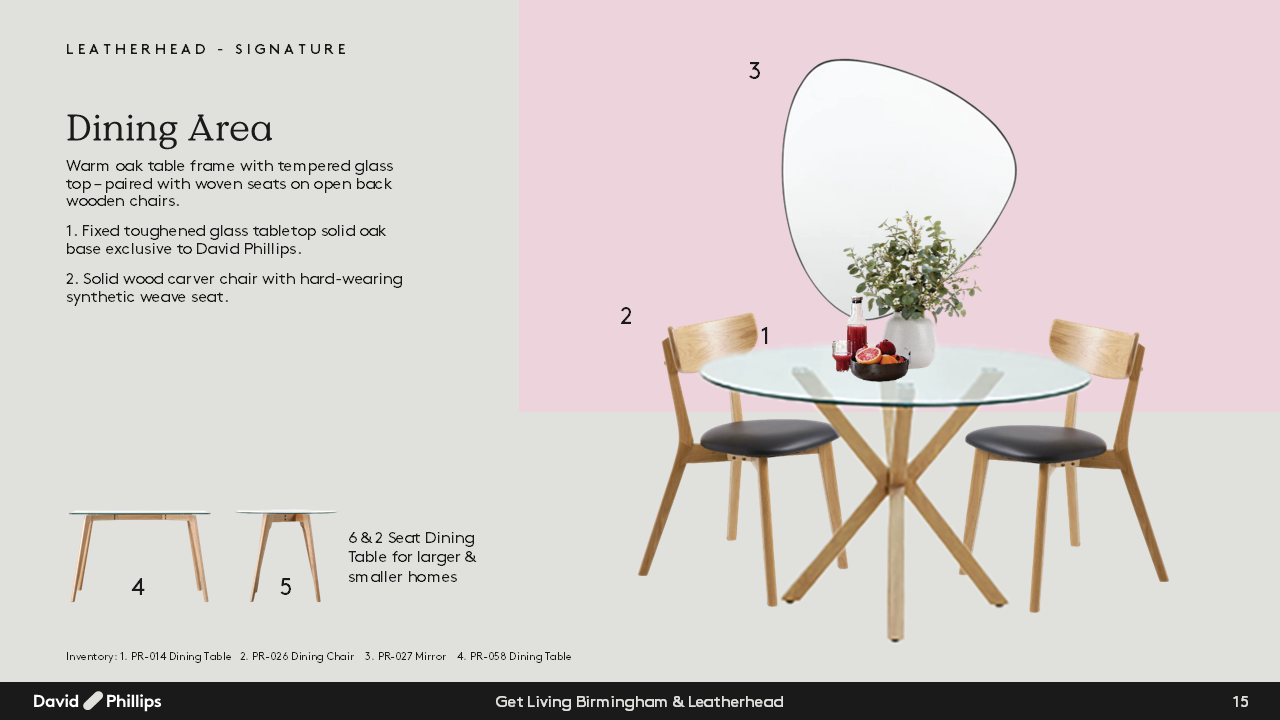 LEATHERHEAD - SIGNATURE
Dining Area
Warm oak table frame with tempered glass
top – paired with woven seats on open back
wooden chairs.
1. Fixed toughened glass tabletop solid oak
base exclusive to David Phillips.
2. Solid wood carver chair with hard-wearing
synthetic weave seat.
3
2
1
4
5
6 & 2 Seat Dining
Table for larger &
smaller homes
Inventory: 1. PR-014 Dining Table 2. PR-026 Dining Chair 3. PR-027 Mirror 4. PR-058 Dining Table
David Phillips
Get Living Birmingham & Leatherhead
15